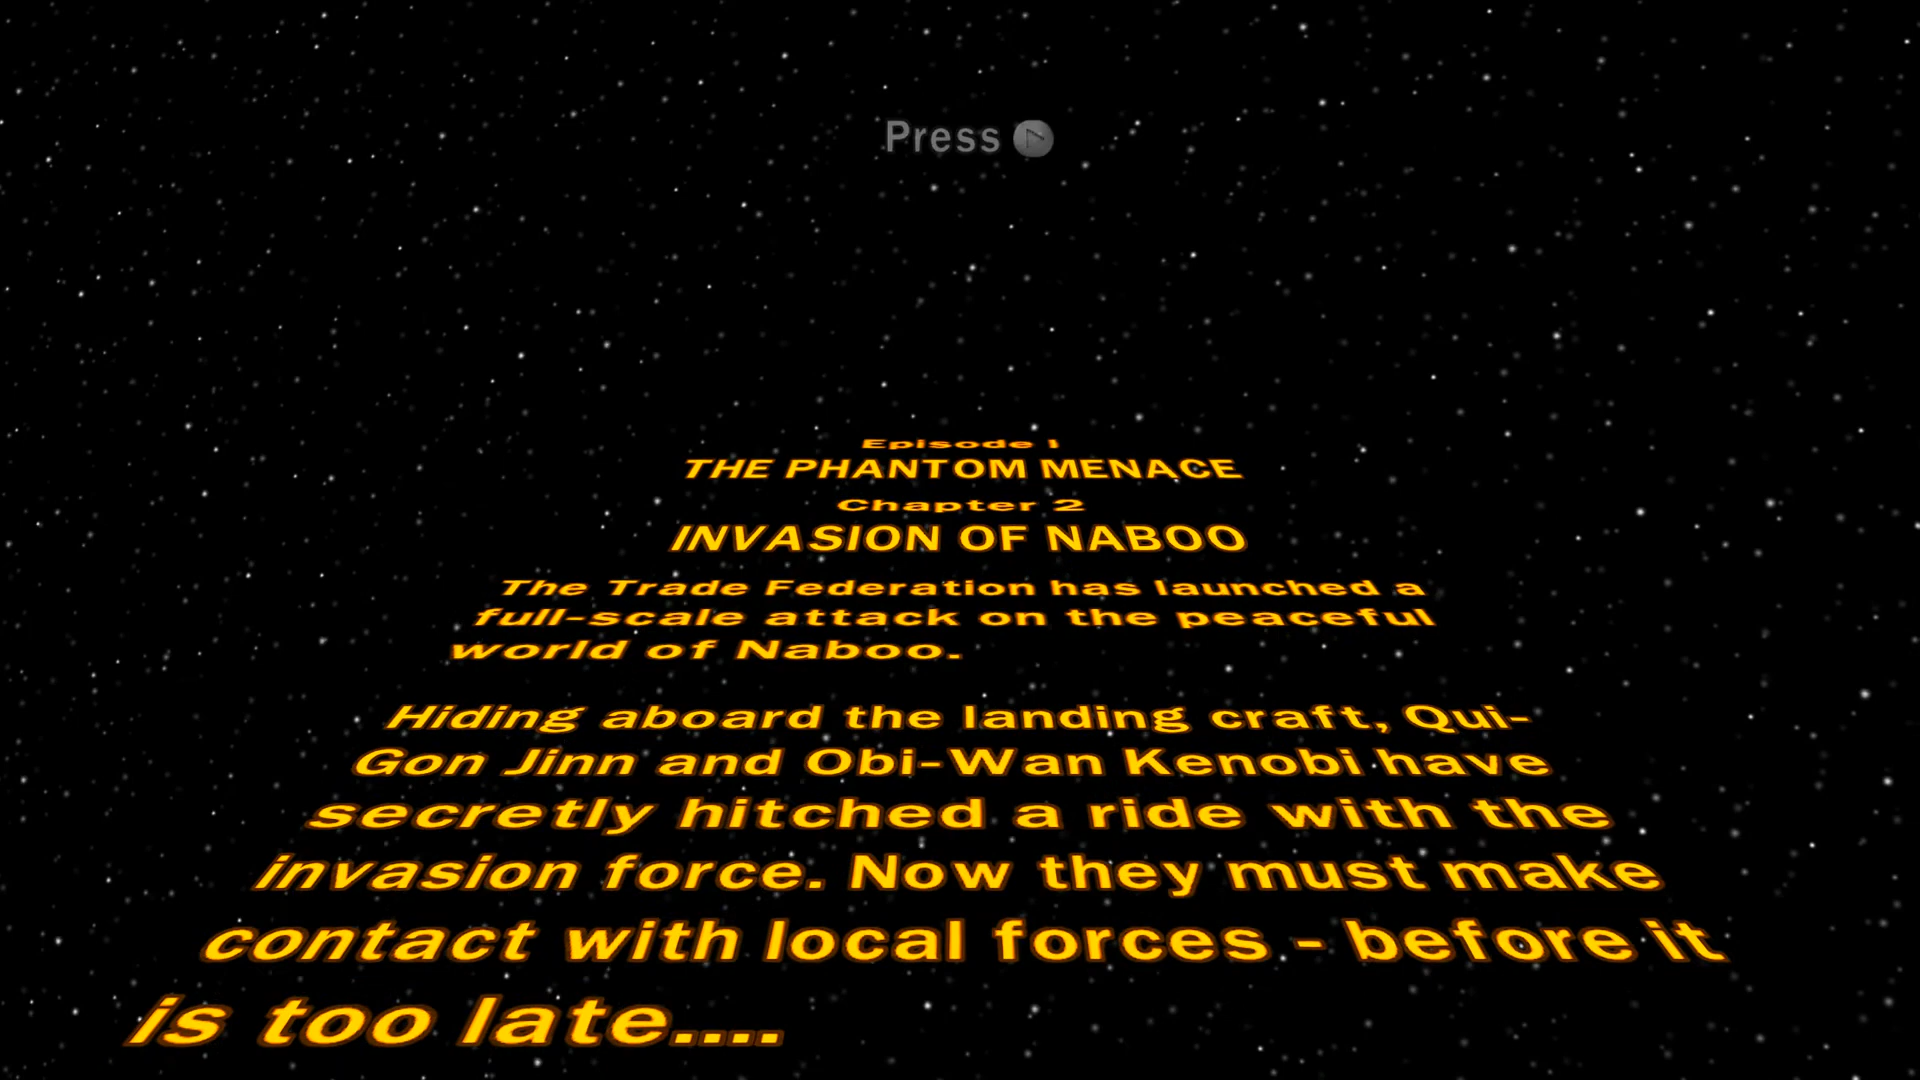 Press
Episode I
THE PHANTOM MENACE
Chapter 2
INVASION OF NABOO
The Trade Federation has launched a
full-scale attack on the peaceful
world of Naboo.
Hiding aboard the landing craft, Qui-
Gon Jinn and Obi-Wan Kenobi have
secretly hitched a ride with the
invasion force. Now they must make
contact with local forces - before it
is too late....